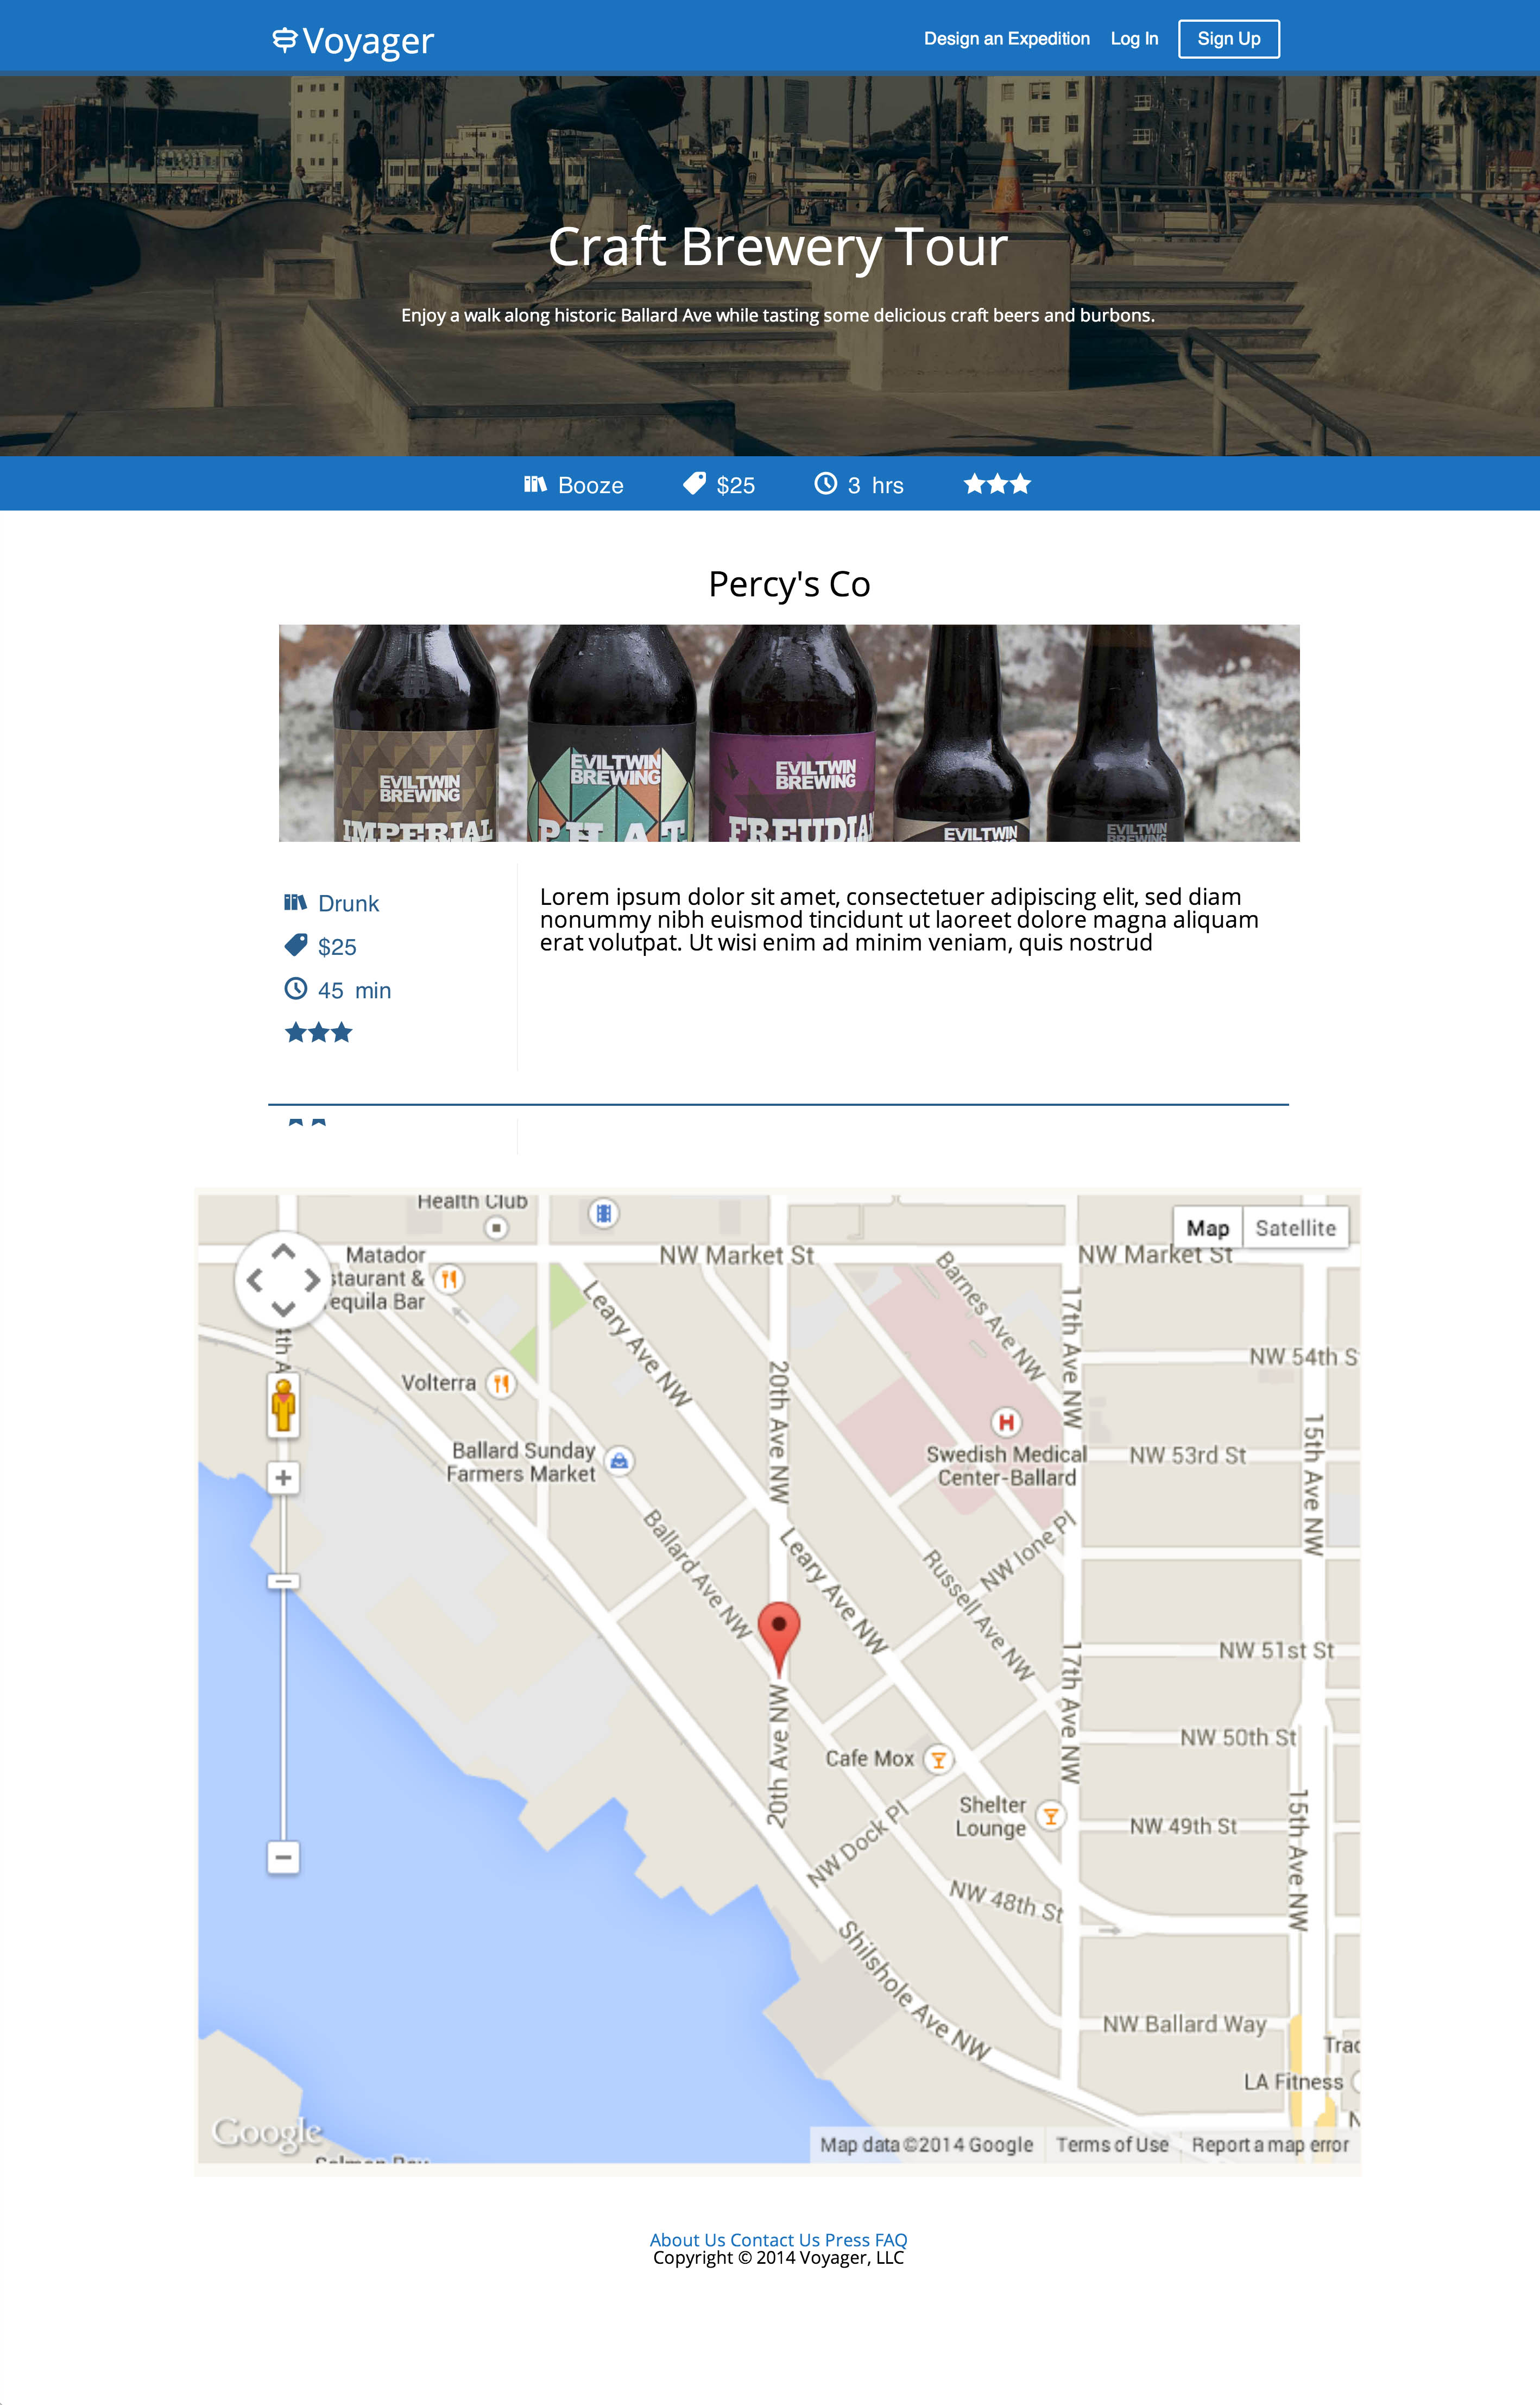 Voyager
Design an Expedition Log In Sign Up
Craft Brewery Tour
Enjoy a walk along historic Ballard Ave while tasting some delicious craft beers and burbons.
Booze $25 3 hrs
Percy's Co
EVILTWIN
BREWING
IMPERIAL
EVILTWIN
BREWING
PHAT
EVILTWIN
BREWING
FREUDIA
EVILTWIN
EVILTWIN
BREWING
Drunk
$25
45 min
Lorem ipsum dolor sit amet, consectetuer adipiscing elit, sed diam
nonummy nibh euismod tincidunt ut laoreet dolore magna aliquam
erat volutpat. Ut wisi enim ad minim veniam, quis nostrud
Health Club
Map Satellite
Matador
staurant &
equila Bar
NW Market St
NW Market St
Barnes Ave NW
Leary Ave NW
17th Ave NW
NW 54th S
Volterra
20th Ave NW
15th Ave NW
Ballard Sunday
Farmers Market
Swedish Medical
Center-Ballard
NW 53rd St
Ballard Ave NW
Leary Ave NW
NW Ione Pl
Russell Ave NW
17th Ave NW
NW 51st St
20th Ave NW
NW 50th St
Cafe Mox
Shelter
Lounge
NW 49th St
15th Ave NW
NW Dock Pl
NW 48th St
Shilshole Ave NW
NW Ballard Way
Trad
LA Fitness
N
Google
Map data ©2014 Google Terms of Use Report a map error
About Us Contact Us Press FAQ
Copyright © 2014 Voyager, LLC